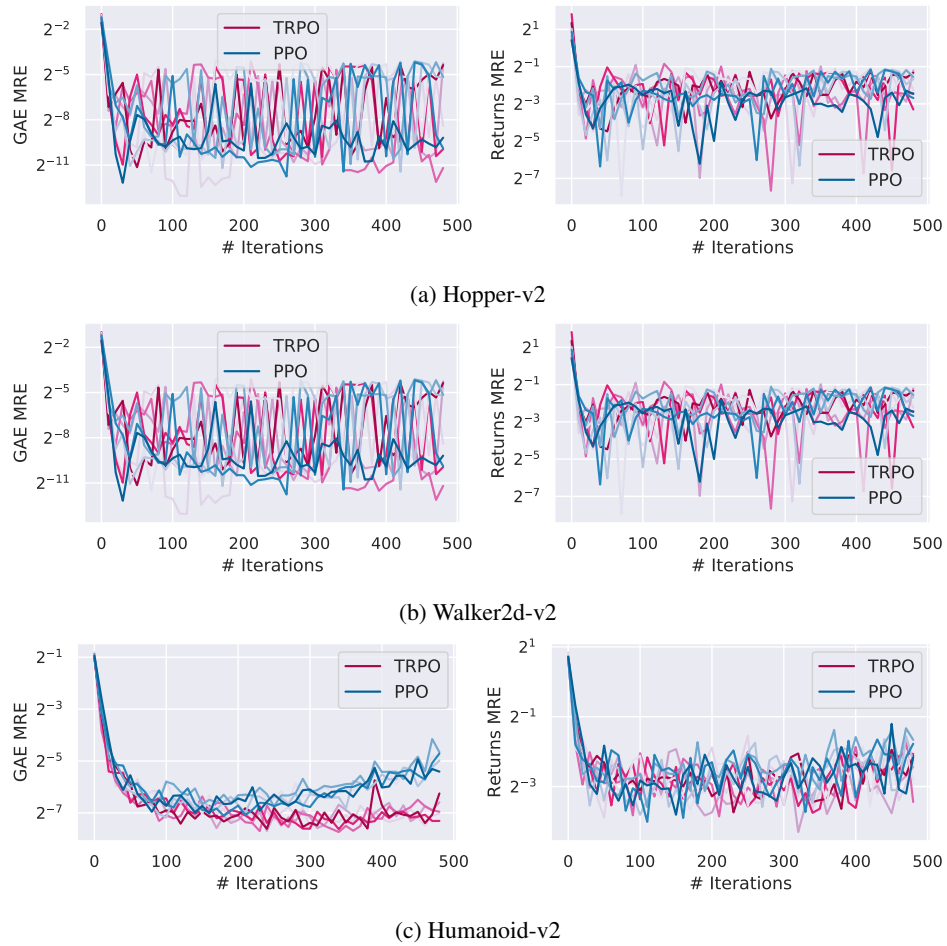 GAE MRE
2^−2
2^−5
2^−8
2^−11
TRPO
PPO
0 100 200 300 400 500
# Iterations
Returns MRE
2^1
2^−1
2^−3
2^−5
2^−7
TRPO
PPO
0 100 200 300 400 500
# Iterations
(a) Hopper-v2
GAE MRE
2^−2
2^−5
2^−8
2^−11
TRPO
PPO
0 100 200 300 400 500
# Iterations
Returns MRE
2^1
2^−1
2^−3
2^−5
2^−7
TRPO
PPO
0 100 200 300 400 500
# Iterations
(b) Walker2d-v2
GAE MRE
2^−1
2^−3
2^−5
2^−7
TRPO
PPO
0 100 200 300 400 500
# Iterations
Returns MRE
2^1
2^−1
2^−3
TRPO
PPO
0 100 200 300 400 500
# Iterations
(c) Humanoid-v2